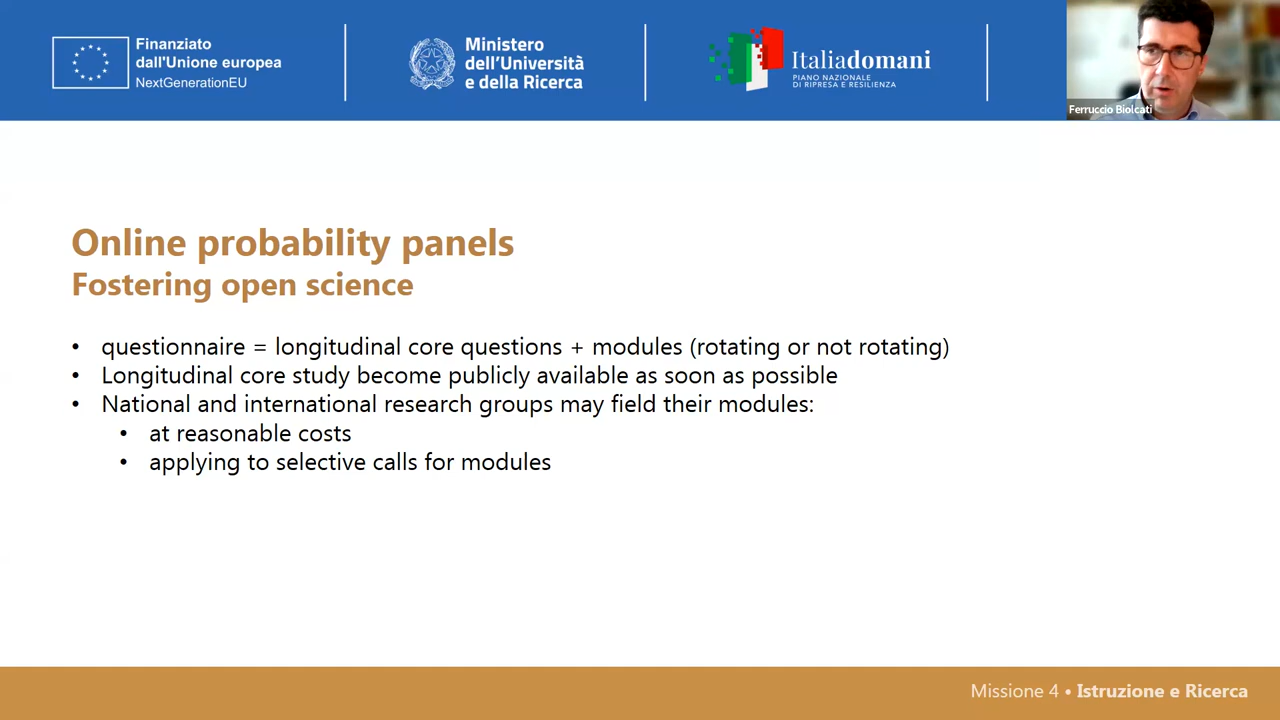 Finanziato
dall'Unione europea
NextGenerationEU
Ministero
dell'Università
e della Ricerca
Italiadomani
PIANO NAZIONALE
DI RIPRESA E RESILIENZA
Ferruccio Biolcati
Online probability panels
Fostering open science
• questionnaire = longitudinal core questions + modules (rotating or not rotating)
• Longitudinal core study become publicly available as soon as possible
• National and international research groups may field their modules:
• at reasonable costs
• applying to selective calls for modules
Missione 4 • Istruzione e Ricerca